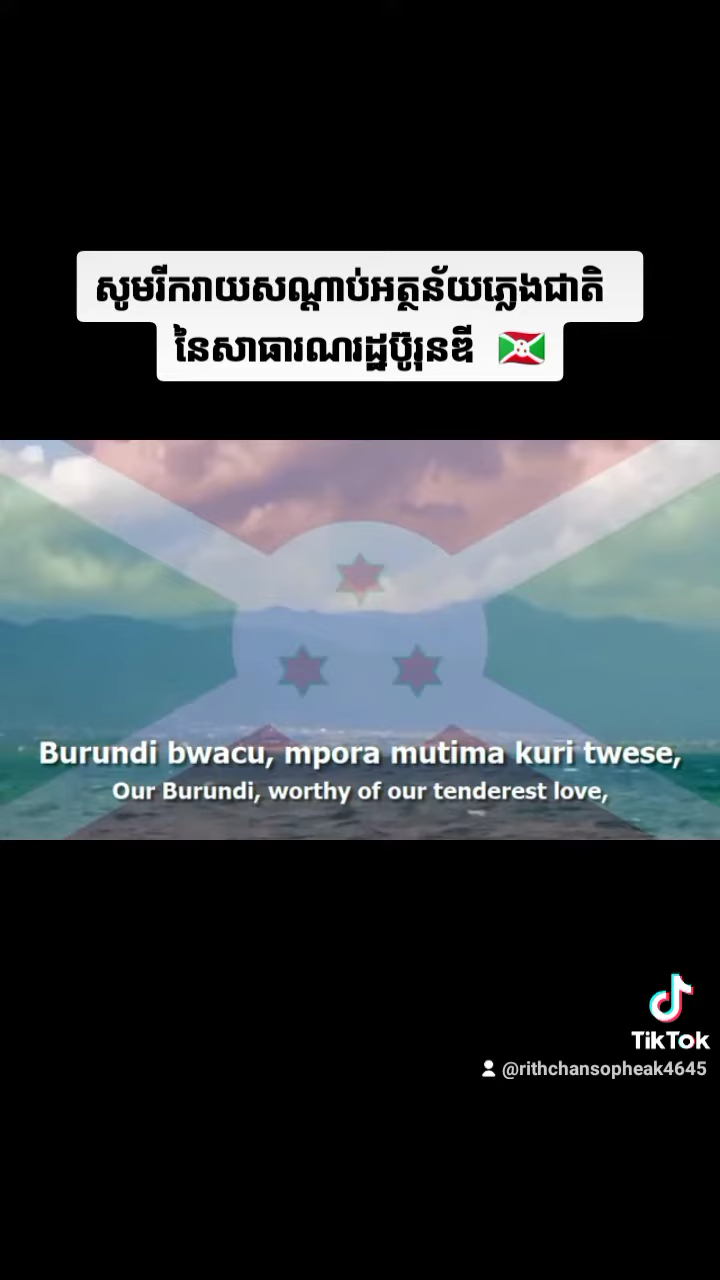 សូមរីករាយសណ្ដាប់អត្ថន័យភ្លេងជាតិ
នៃសាធារណរដ្ឋប៊ូរុនឌី 🇧🇮
Burundi bwacu, mpora mutima kuri twese,
Our Burundi, worthy of our tenderest love,
TikTok
@rithchansopheak4645